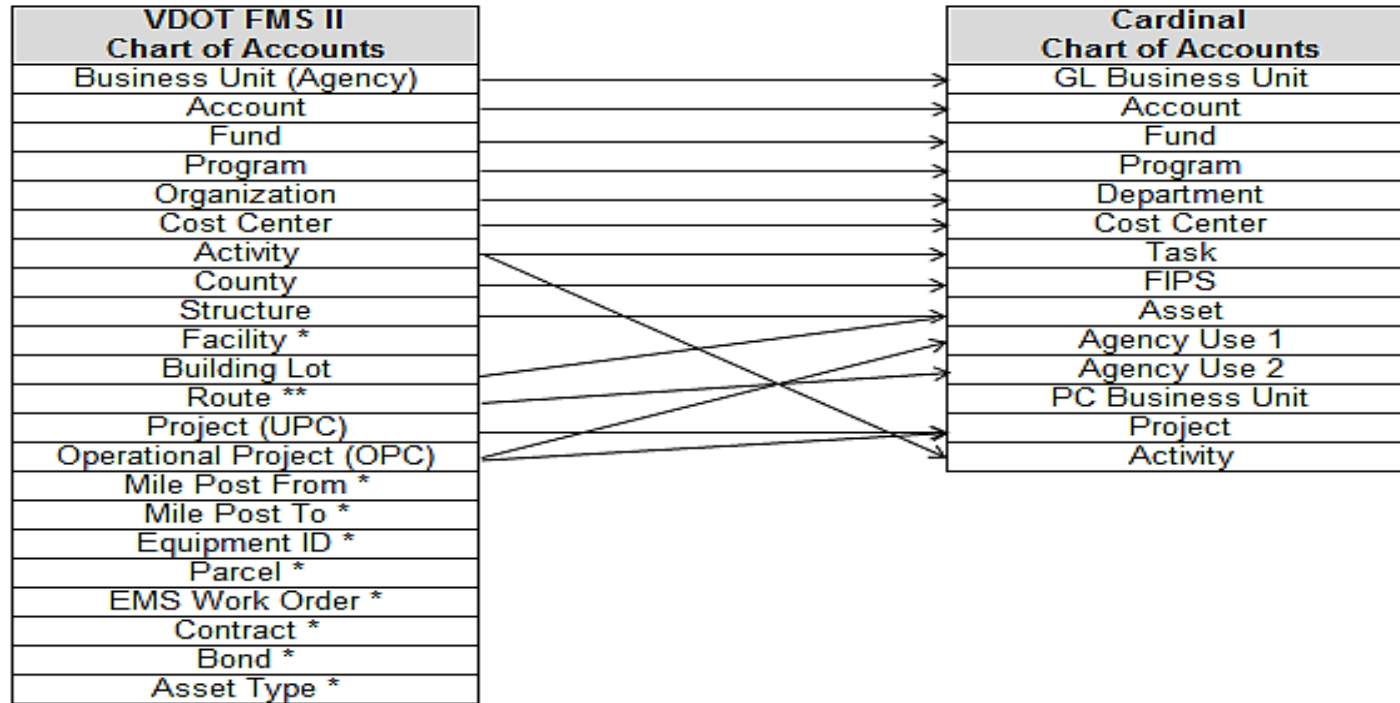 VDOT FMS II
Chart of Accounts
Business Unit (Agency)
Account
Fund
Program
Organization
Cost Center
Activity
County
Structure
Facility *
Building Lot
Route **
Project (UPC)
Operational Project (OPC)
Mile Post From *
Mile Post To *
Equipment ID *
Parcel *
EMS Work Order *
Contract *
Bond *
Asset Type *
Cardinal
Chart of Accounts
GL Business Unit
Account
Fund
Program
Department
Cost Center
Task
FIPS
Asset
Agency Use 1
Agency Use 2
PC Business Unit
Project
Activity